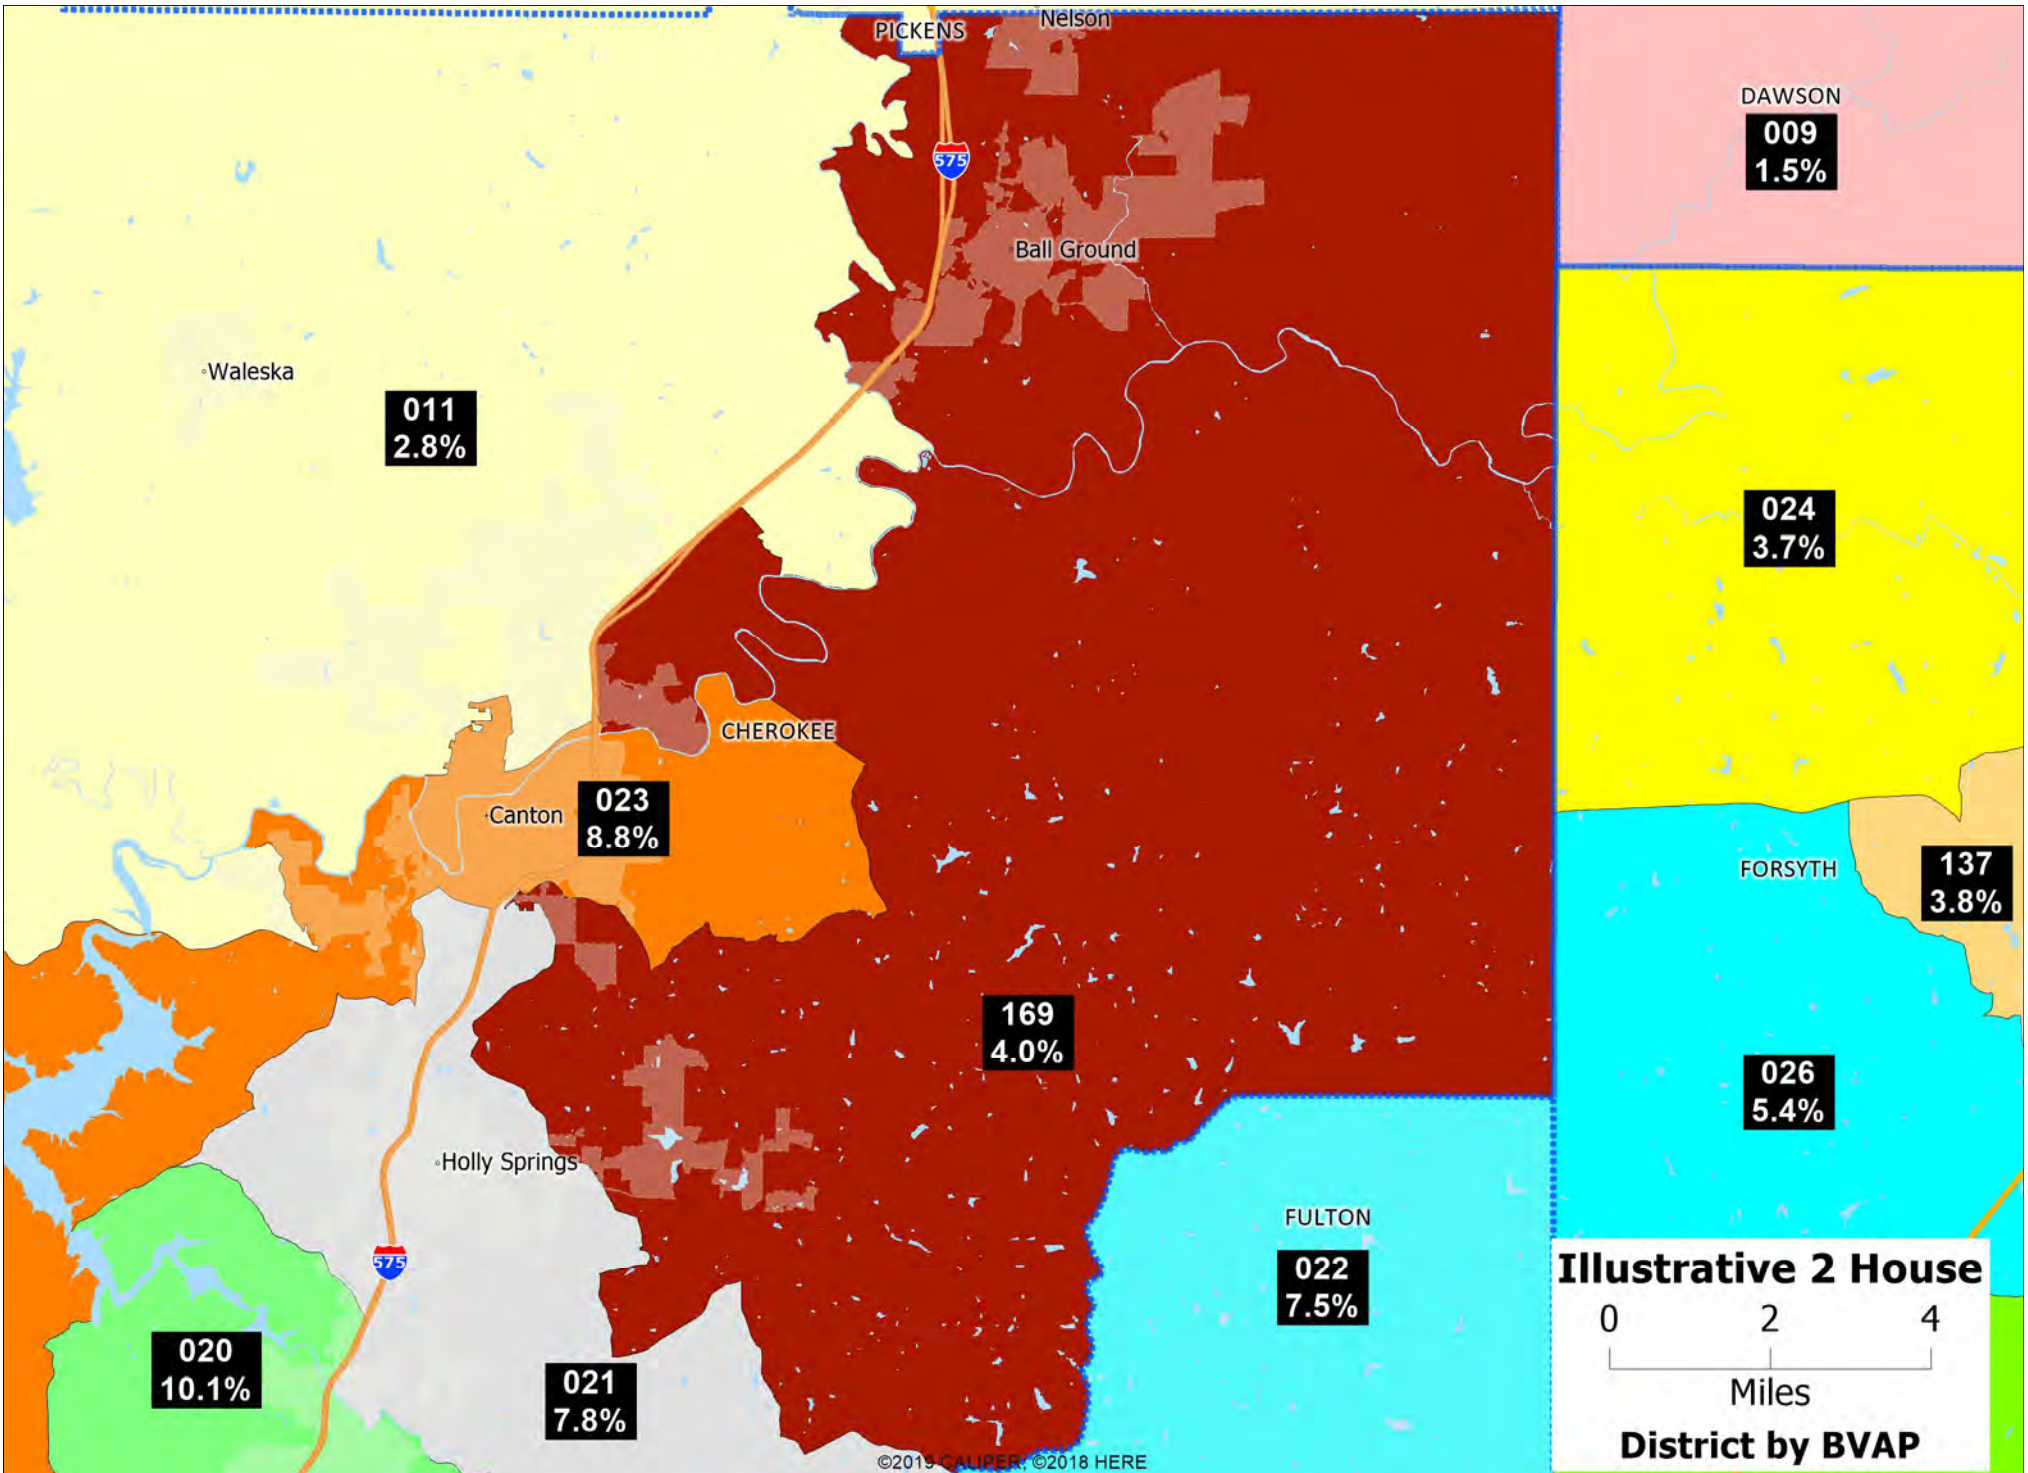 PICKENS
Nelson
DAWSON
009
1.5%
575
Ball Ground
Waleska
011
2.8%
024
3.7%
CHEROKEE
Canton
023
8.8%
FORSYTH
137
3.8%
169
4.0%
026
5.4%
Holly Springs
FULTON
022
7.5%
575
020
10.1%
021
7.8%
Illustrative 2 House
0 2 4
Miles
District by BVAP
©2019 CALIPER; ©2018 HERE